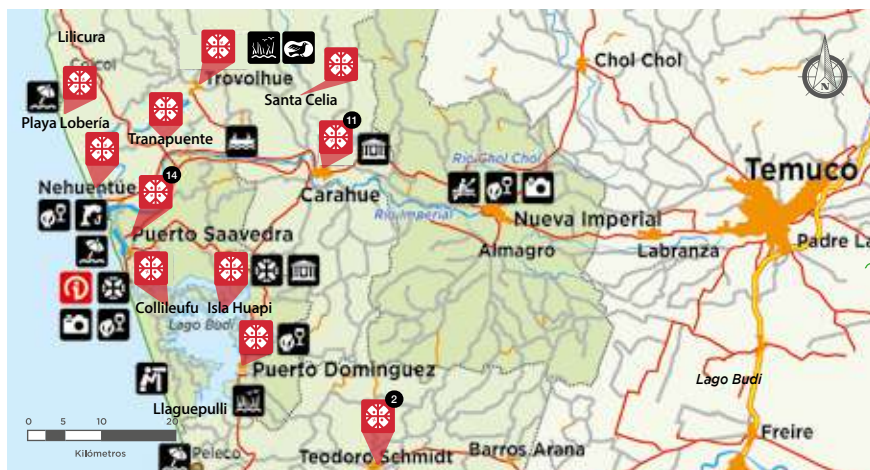 Lilicura
Coicoi
Trovolhue
Santa Celia
Chol Chol
N
Playa Lobería
Tranapuente
11
Carahue
Río Chol Chol
Temuco
Nehuentúe
14
Río Imperial
Nueva Imperial
Puerto Saavedra
Almagro
Labranza
Padre La
Collileufu
Isla Huapi
Lago Budi
Puerto Dominguez
Lago Budi
Llaguepulli
2
0 5 10 20
Kilómetros
Peleco
Teodoro Schmidt
Barros Arana
Freire